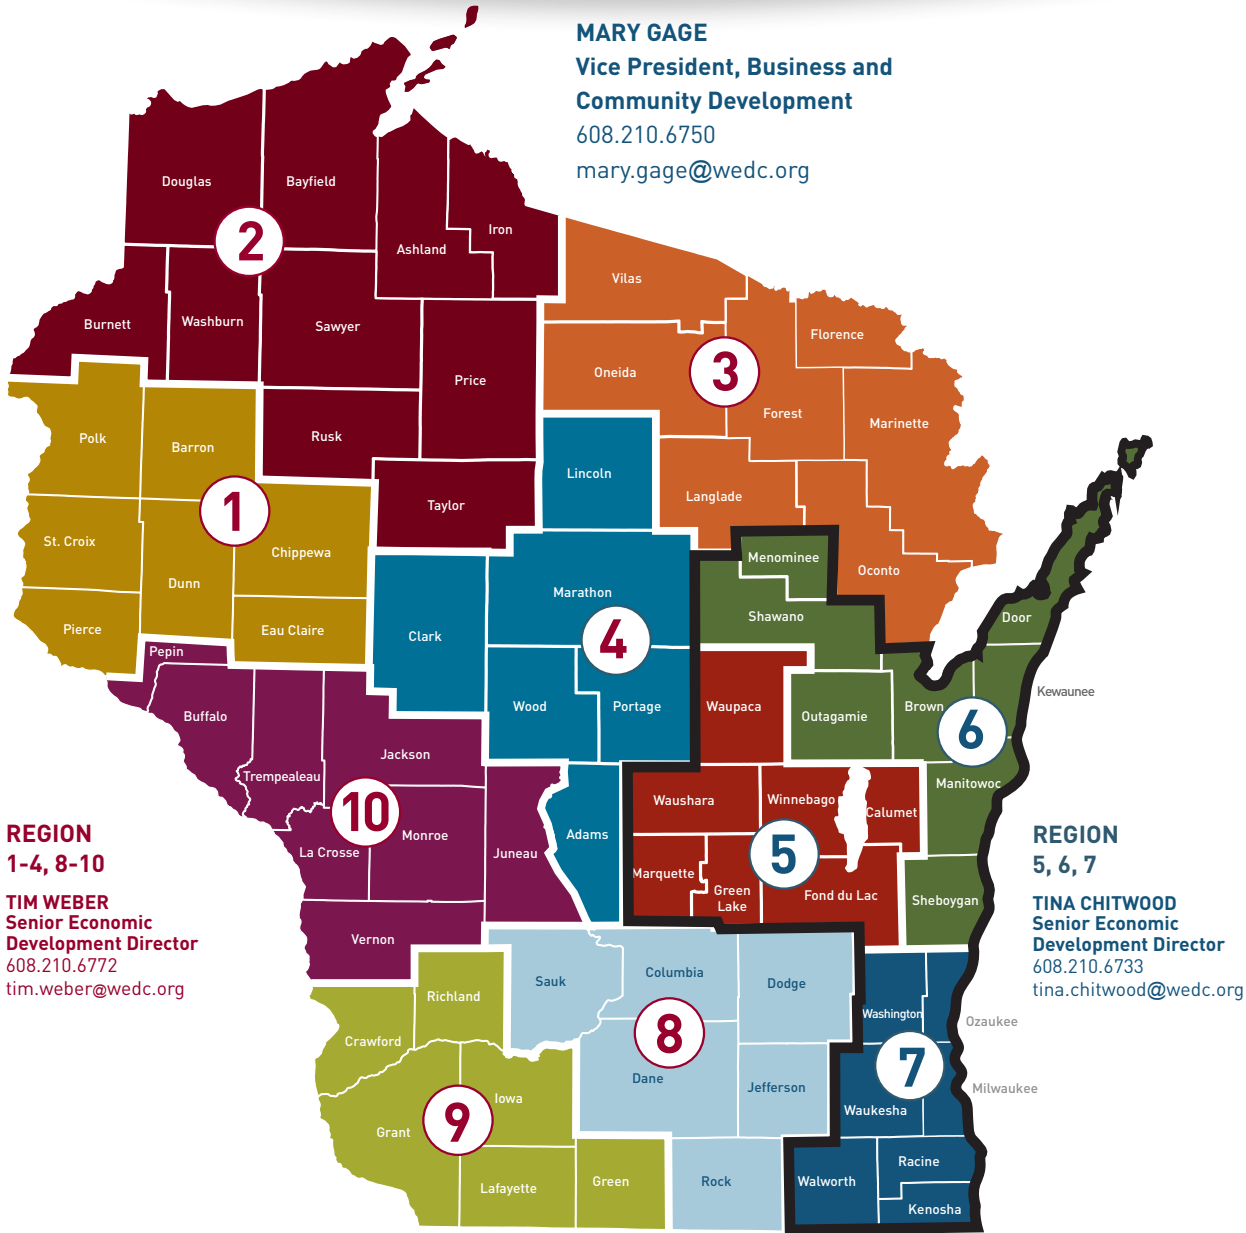 MARY GAGE
Vice President, Business and
Community Development
608.210.6750
mary.gage@wedc.org
Douglas
Bayfield
2
Ashland
Iron
Vilas
Burnett
Washburn
Sawyer
Florence
Price
Oneida
3
Forest
Marinette
Polk
Barron
Rusk
Lincoln
Langlade
Taylor
1
St. Croix
Chippewa
Menominee
Oconto
Dunn
Marathon
Shawano
Door
Pierce
Eau Claire
Clark
4
Pepin
Kewaunee
Buffalo
Wood
Portage
Waupaca
Outagamie
Brown
6
Jackson
Trempealeau
Manitowoc
10
Waushara
Winnebago
Calumet
Monroe
Adams
La Crosse
Juneau
5
Marquette
Green
Lake
Fond du Lac
Sheboygan
REGION
1-4, 8-10
TIM WEBER
Senior Economic
Development Director
608.210.6772
tim.weber@wedc.org
REGION
5, 6, 7
TINA CHITWOOD
Senior Economic
Development Director
608.210.6733
tina.chitwood@wedc.org
Vernon
Richland
Sauk
Columbia
Dodge
Washington
Ozaukee
Crawford
8
7
Dane
Jefferson
Milwaukee
Iowa
Waukesha
9
Grant
Lafayette
Green
Rock
Walworth
Racine
Kenosha